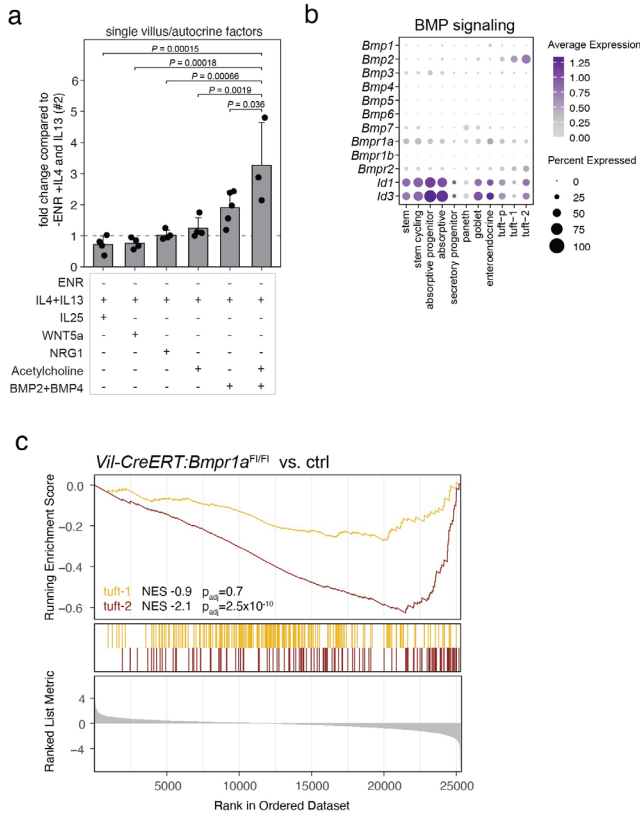 a
single villus/autocrine factors
P = 0.00015
P = 0.00018
P = 0.00066
P = 0.0019
P = 0.036
fold change compared to
-ENR +IL4 and IL13 (#2)
6
5
4
3
2
1
0
ENR - - - - - -
IL4+IL13 + + + + + +
IL25 + - - - - -
WNT5a - + - - - -
NRG1 - - + - - -
Acetylcholine - - - + - +
BMP2+BMP4 - - - - + +
b
BMP signaling
Bmp1
Bmp2
Bmp3
Bmp4
Bmp5
Bmp6
Bmp7
Bmpr1a
Bmpr1b
Bmpr2
Id1
Id3
stem
stem cycling
absorptive progenitor
absorptive
secretory progenitor
paneth
goblet
enteroendocrine
tuft-p
tuft-1
tuft-2
Average Expression
1.25
1.00
0.75
0.50
0.25
0.00
Percent Expressed
0
25
50
75
100
c
Vil-CreERT:Bmpr1aFl/Fl vs. ctrl
Running Enrichment Score
0.0
-0.2
-0.4
-0.6
tuft-1 NES -0.9 padj=0.7
tuft-2 NES -2.1 padj=2.5x10-10
Ranked List Metric
4
0
-4
5000 10000 15000 20000 25000
Rank in Ordered Dataset